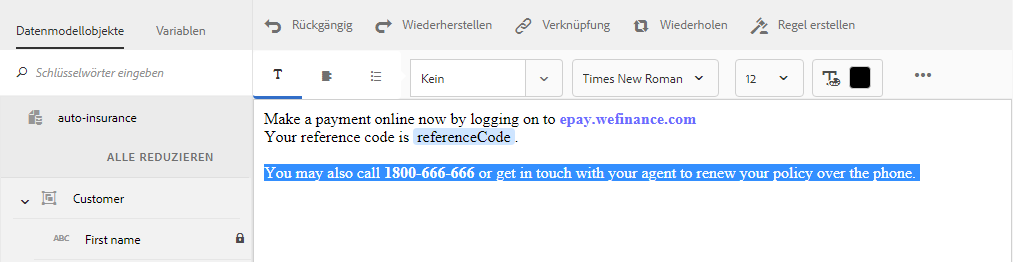 Datenmodellobjekte Variablen
Rückgängig Wiederherstellen Verknüpfung Wiederholen Regel erstellen
Schlüsselwörter eingeben
T Kein Times New Roman 12 T •••
auto-insurance
ALLE REDUZIEREN
Customer
ABC First name
Make a payment online now by logging on to epay.wefinance.com
Your reference code is referenceCode .
You may also call 1800-666-666 or get in touch with your agent to renew your policy over the phone.